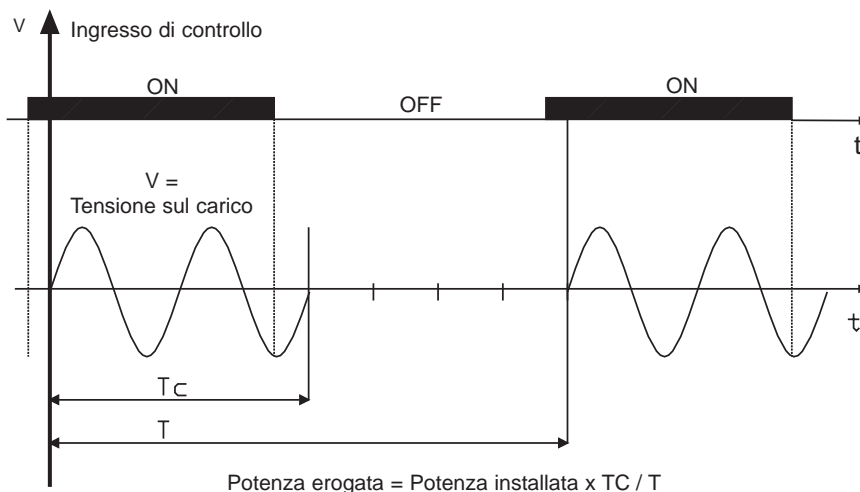 V
Ingresso di controllo
ON
OFF
ON
t
V =
Tensione sul carico
t
Tc
T
Potenza erogata = Potenza installata x TC / T